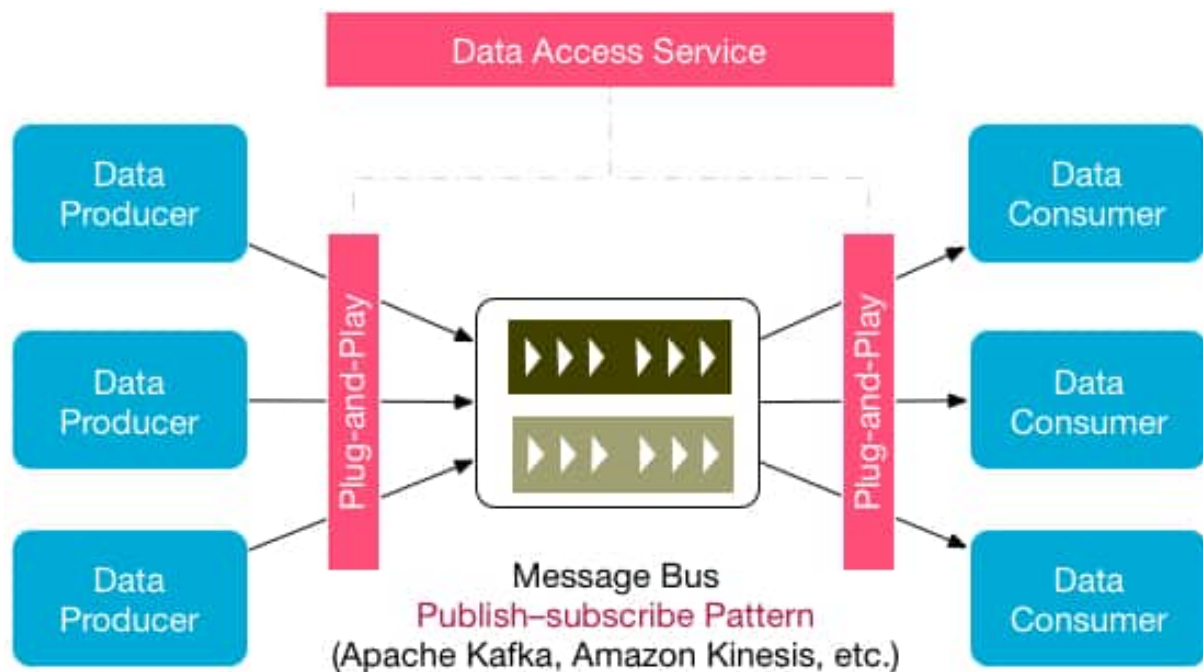 Data Access Service
Data
Producer
Data
Producer
Data
Producer
Plug-and-Play
Plug-and-Play
Data
Consumer
Data
Consumer
Data
Consumer
Message Bus
Publish–subscribe Pattern
(Apache Kafka, Amazon Kinesis, etc.)